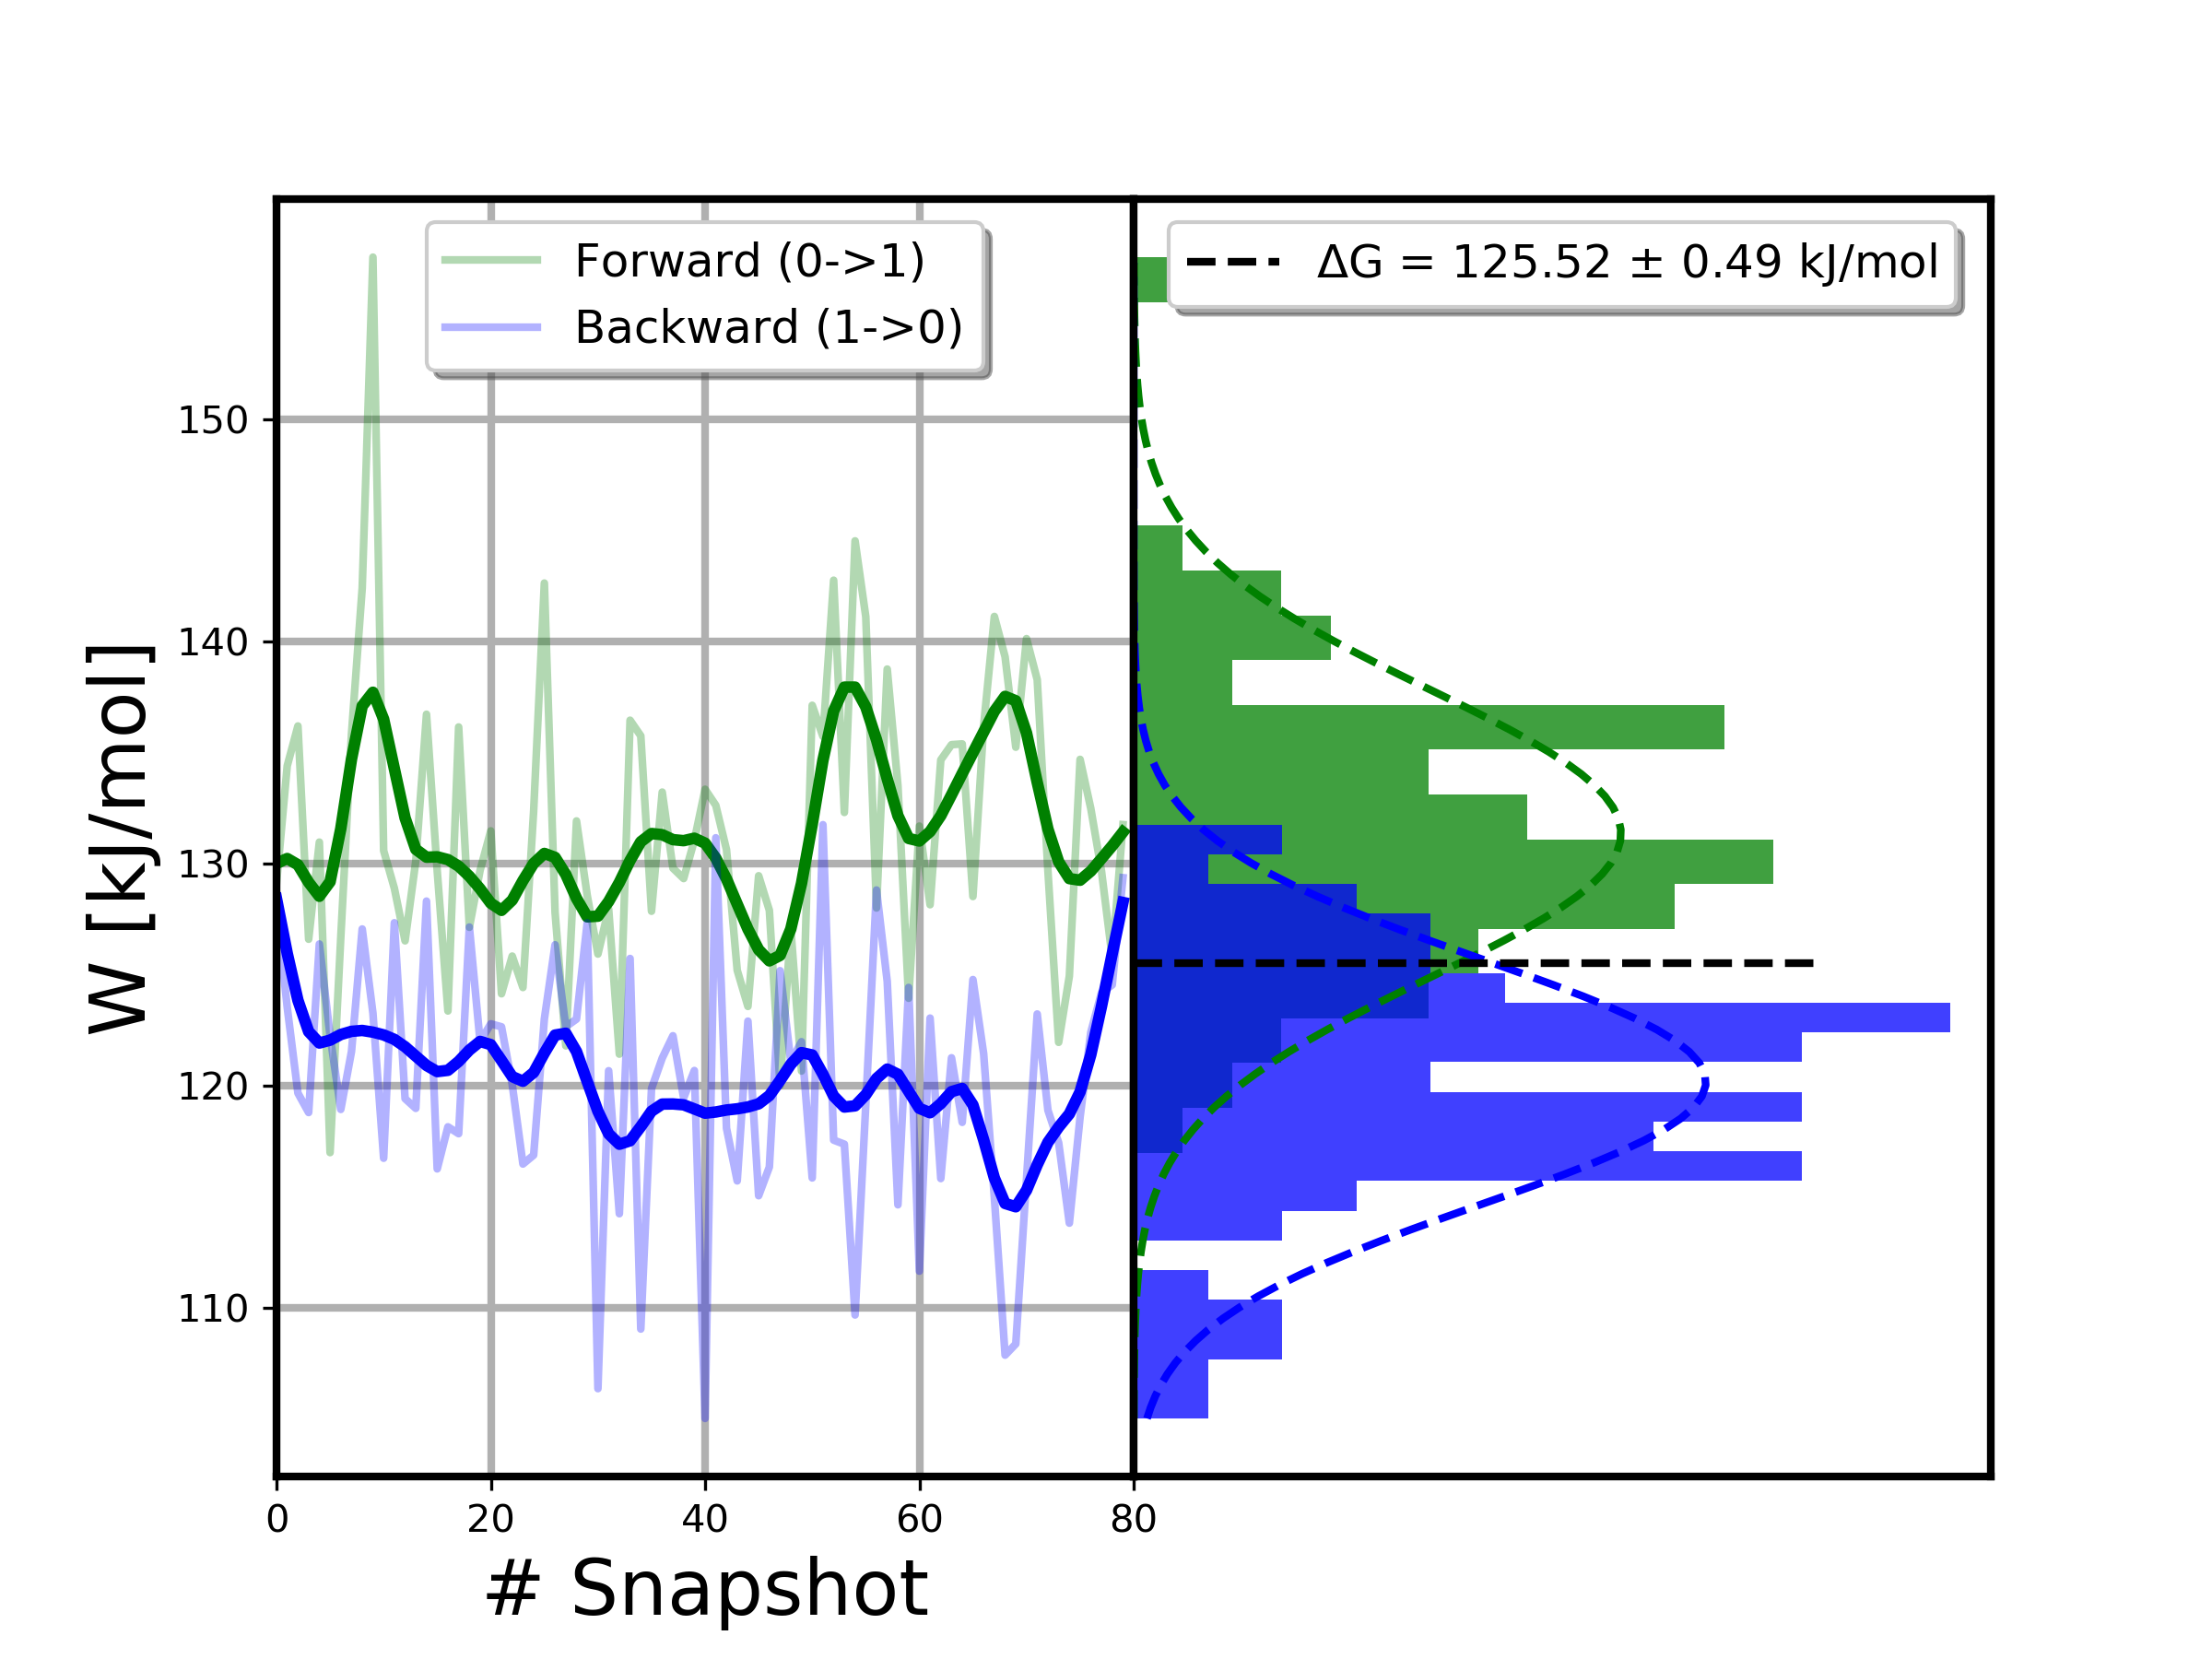 Forward (0->1)
Backward (1->0)
ΔG = 125.52 ± 0.49 kJ/mol
150
140
130
120
110
W [kJ/mol]
0 20 40 60 80
# Snapshot